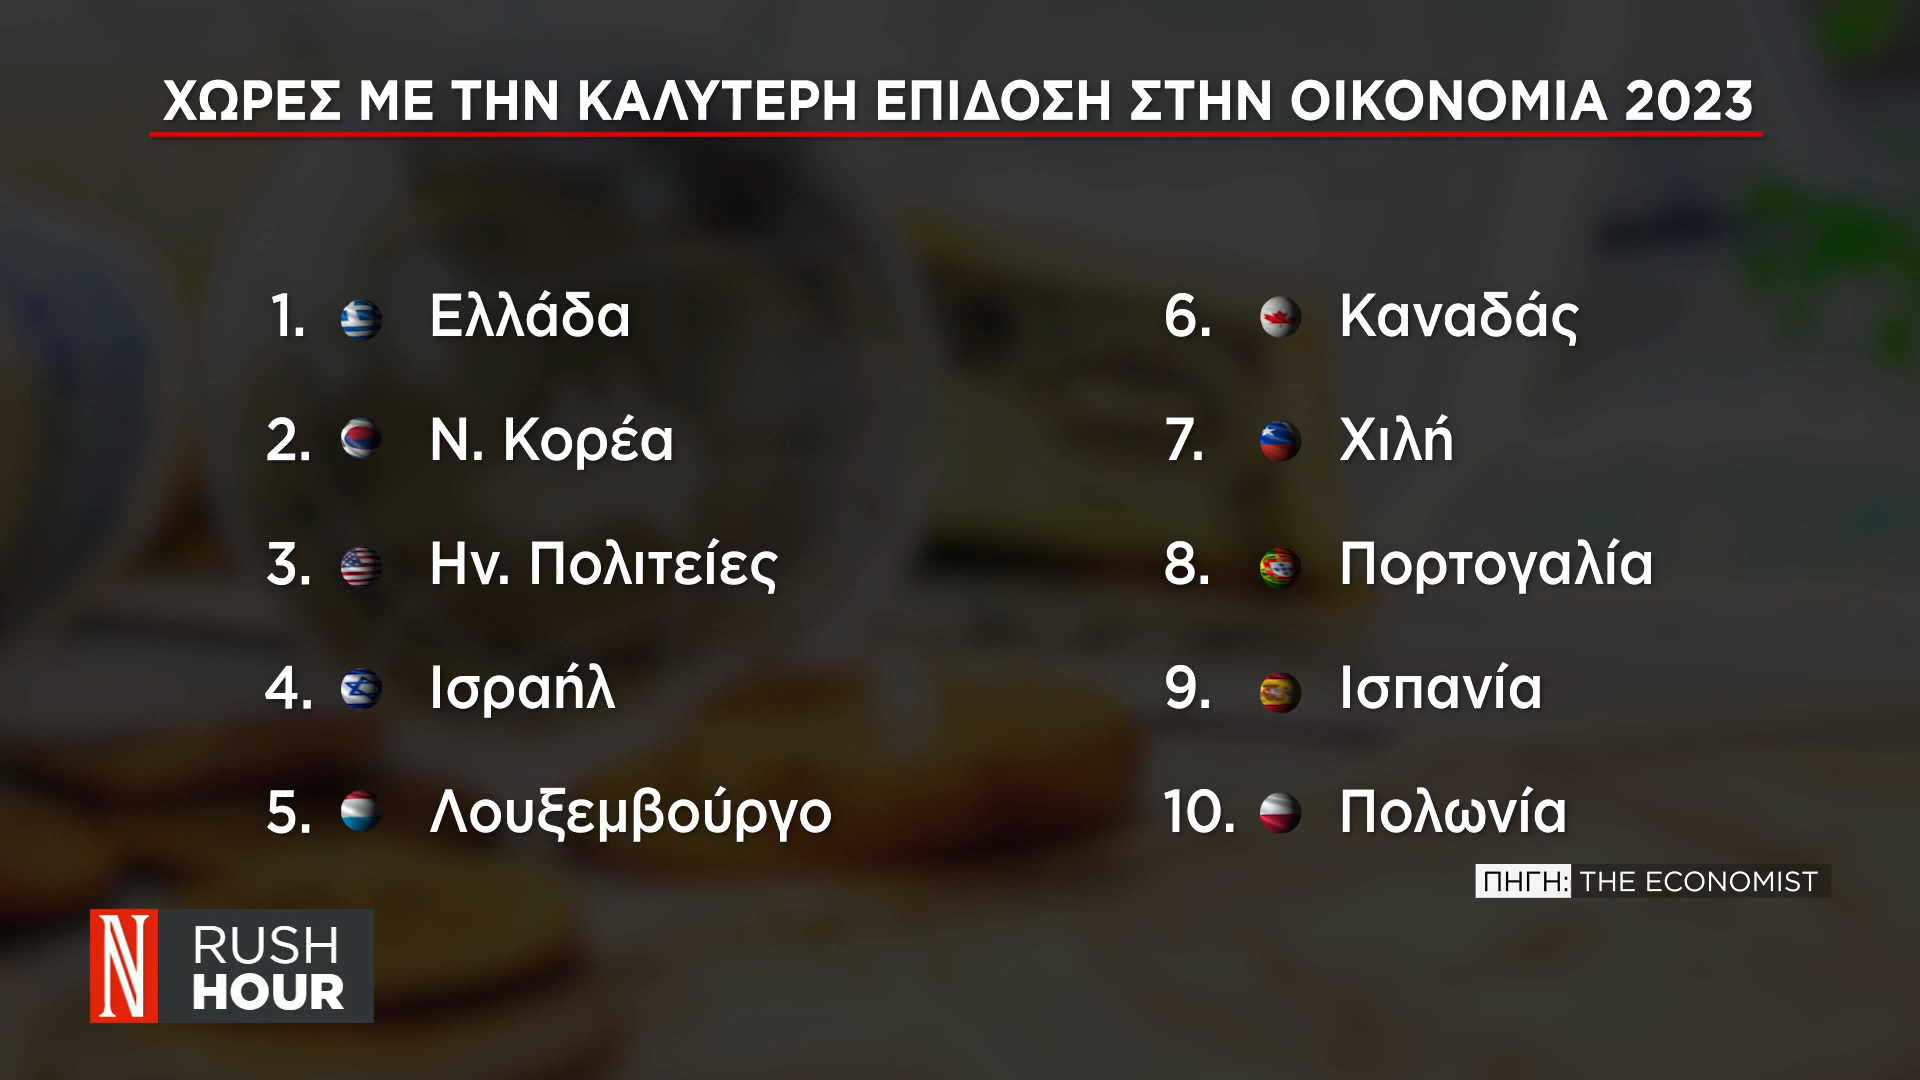 ΧΩΡΕΣ ΜΕ ΤΗΝ ΚΑΛΥΤΕΡΗ ΕΠΙΔΟΣΗ ΣΤΗΝ ΟΙΚΟΝΟΜΙΑ 2023
1. Ελλάδα
2. Ν. Κορέα
3. Ην. Πολιτείες
4. Ισραήλ
5. Λουξεμβούργο
6. Καναδάς
7. Χιλή
8. Πορτογαλία
9. Ισπανία
10. Πολωνία
ΠΗΓΗ: THE ECONOMIST
N RUSH
HOUR